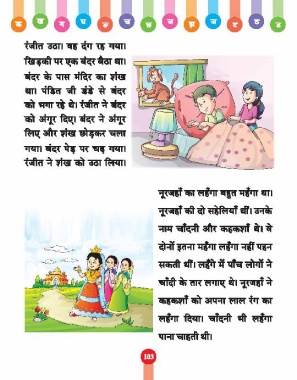 क ख ग घ च छ ज झ ट ठ ड
रंजीत उठा। वह दंग रह गया।
खिड़की पर एक बंदर बैठा था।
बंदर के पास मंदिर का शंख
था। पंडित जी डंडे से बंदर
को भगा रहे थे। रंजीत ने बंदर
को अंगूर दिए। बंदर ने अंगूर
लिए और शंख छोड़कर चला
गया। बंदर पेड़ पर चढ़ गया।
रंजीत ने शंख को उठा लिया।
नूरजहाँ का लहँगा बहुत महँगा था।
नूरजहाँ की दो सहेलियाँ थीं। उनके
नाम चाँदनी और कहकशाँ थे। वे
दोनों इतना महँगा लहँगा नहीं पहन
सकती थीं। लहँगे में पाँच लोगों ने
चाँदी के तार लगाए थे। नूरजहाँ ने
कहकशाँ को अपना लाल रंग का
लहँगा दिया। चाँदनी भी लहँगा
पाना चाहती थी।